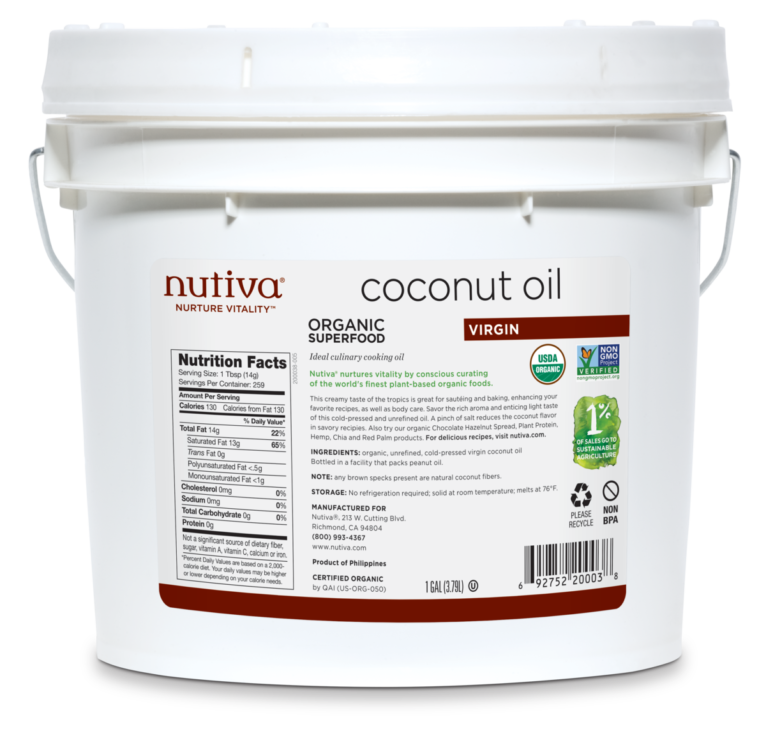 nutiva®
NURTURE VITALITY™
coconut oil
ORGANIC
SUPERFOOD
VIRGIN
Ideal culinary cooking oil
Nutiva® nurtures vitality by conscious curating
of the world's finest plant-based organic foods.
USDA
ORGANIC
NON
GMO
Project
VERIFIED
nongmoproject.org
This creamy taste of the tropics is great for sautéing and baking, enhancing your
favorite recipes, as well as body care. Savor the rich aroma and enticing light taste
of this cold-pressed and unrefined oil. A pinch of salt reduces the coconut flavor
in savory recipies. Also try our organic Chocolate Hazelnut Spread, Plant Protein,
Hemp, Chia and Red Palm products. For delicious recipes, visit nutiva.com.
1%
OF SALES GO TO
SUSTAINABLE
AGRICULTURE
INGREDIENTS: organic, unrefined, cold-pressed virgin coconut oil
Bottled in a facility that packs peanut oil.
NOTE: any brown specks present are natural coconut fibers.
STORAGE: No refrigeration required; solid at room temperature; melts at 76°F.
PLEASE
RECYCLE
NON
BPA
MANUFACTURED FOR
Nutiva®, 213 W. Cutting Blvd.
Richmond, CA 94804
(800) 993-4367
www.nutiva.com
Product of Philippines
CERTIFIED ORGANIC
by QAI (US-ORG-050)
1 GAL (3.79L) U
6 92752 20003 8
Nutrition Facts
Serving Size: 1 Tbsp (14g)
Servings Per Container: 259
Amount Per Serving
Calories 130 Calories from Fat 130
% Daily Value*
Total Fat 14g 22%
Saturated Fat 13g 65%
Trans Fat 0g
Polyunsaturated Fat <.5g
Monounsaturated Fat <1g
Cholesterol 0mg 0%
Sodium 0mg 0%
Total Carbohydrate 0g 0%
Protein 0g
Not a significant source of dietary fiber,
sugar, vitamin A, vitamin C, calcium or iron.
*Percent Daily Values are based on a 2,000-
calorie diet. Your daily values may be higher
or lower depending on your calorie needs.